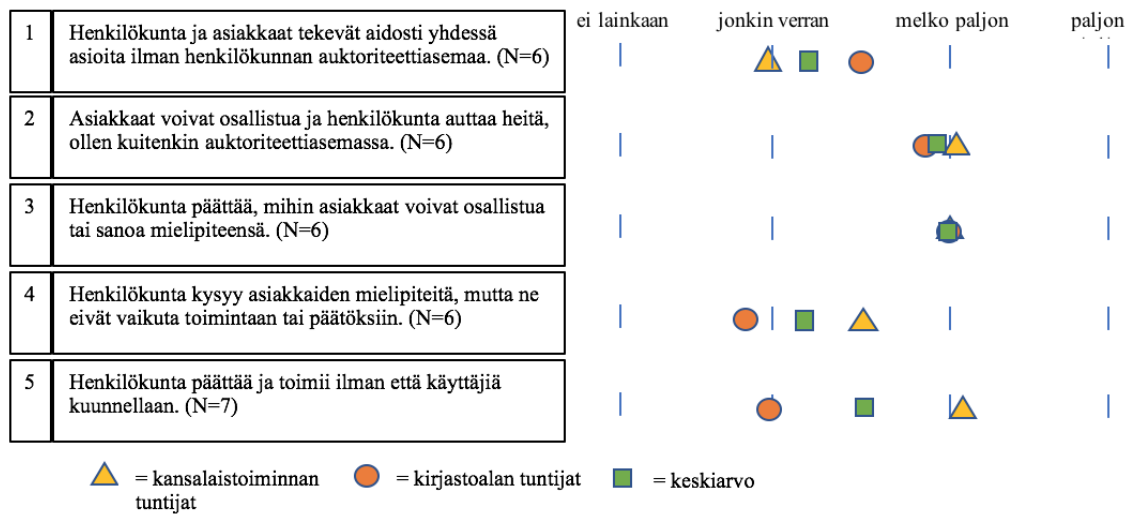 ei lainkaan jonkin verran melko paljon paljon
1 Henkilökunta ja asiakkaat tekevät aidosti yhdessä
asioita ilman henkilökunnan auktoriteettiasemaa. (N=6)
2 Asiakkaat voivat osallistua ja henkilökunta auttaa heitä,
ollen kuitenkin auktoriteettiasemassa. (N=6)
3 Henkilökunta päättää, mihin asiakkaat voivat osallistua
tai sanoa mielipiteensä. (N=6)
4 Henkilökunta kysyy asiakkaiden mielipiteitä, mutta ne
eivät vaikuta toimintaan tai päätöksiin. (N=6)
5 Henkilökunta päättää ja toimii ilman että käyttäjiä
kuunnellaan. (N=7)
= kansalaistoiminnan
tuntijat
= kirjastoalan tuntijat
= keskiarvo